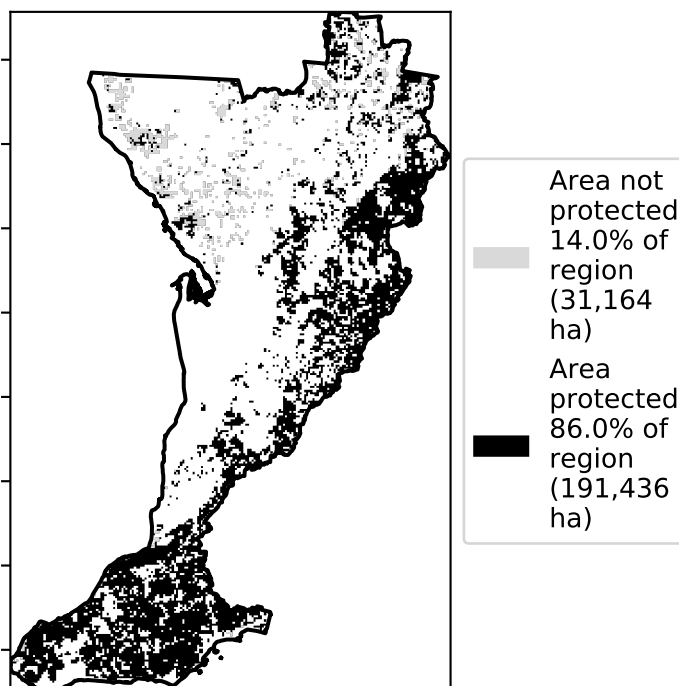 Area not
protected
14.0% of
region
(31,164
ha)
Area
protected
86.0% of
region
(191,436
ha)